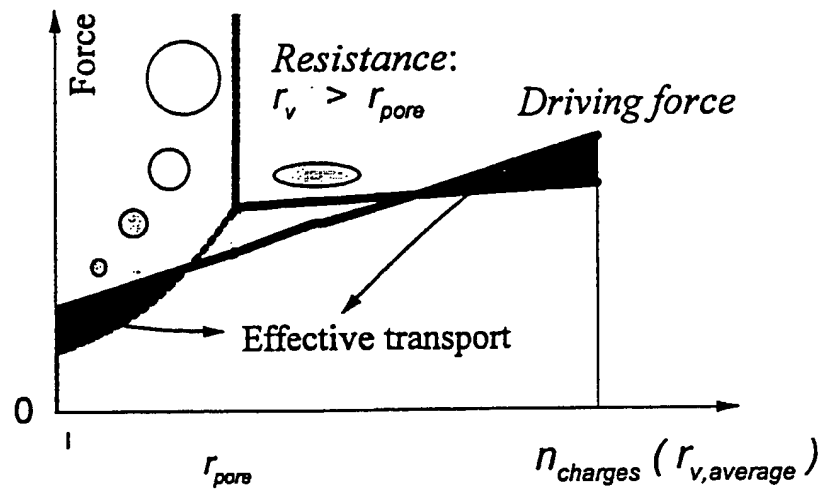 Force
Resistance:
r_v > r_pore
Driving force
Effective transport
0
r_pore
n_charges ( r_v,average )